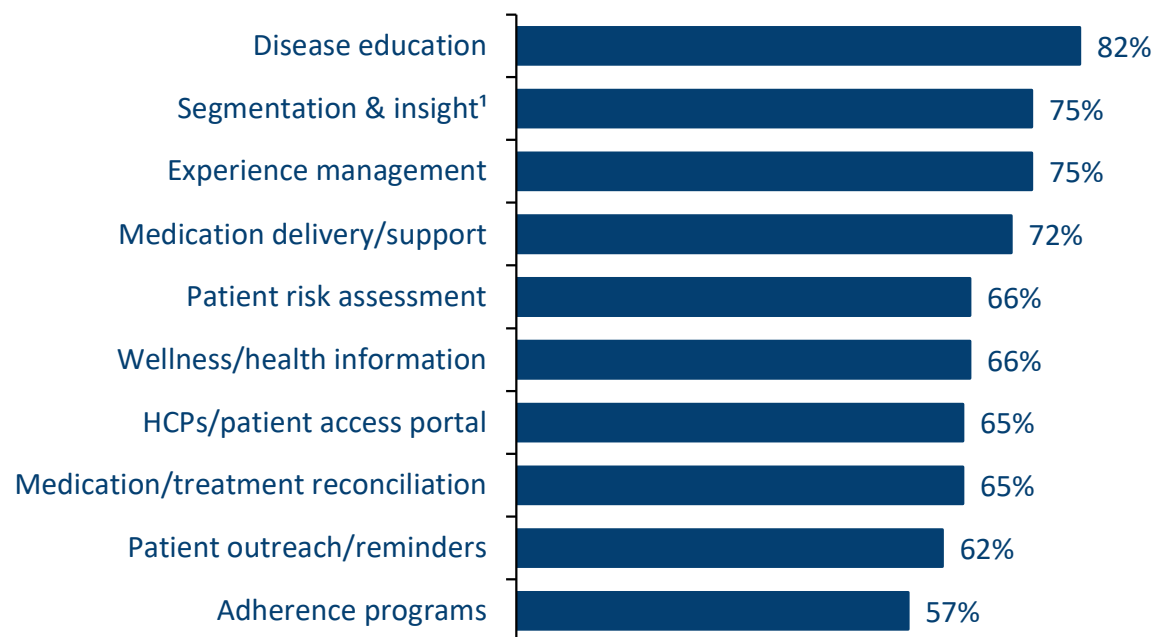 Disease education 82%
Segmentation & insight¹ 75%
Experience management 75%
Medication delivery/support 72%
Patient risk assessment 66%
Wellness/health information 66%
HCPs/patient access portal 65%
Medication/treatment reconciliation 65%
Patient outreach/reminders 62%
Adherence programs 57%